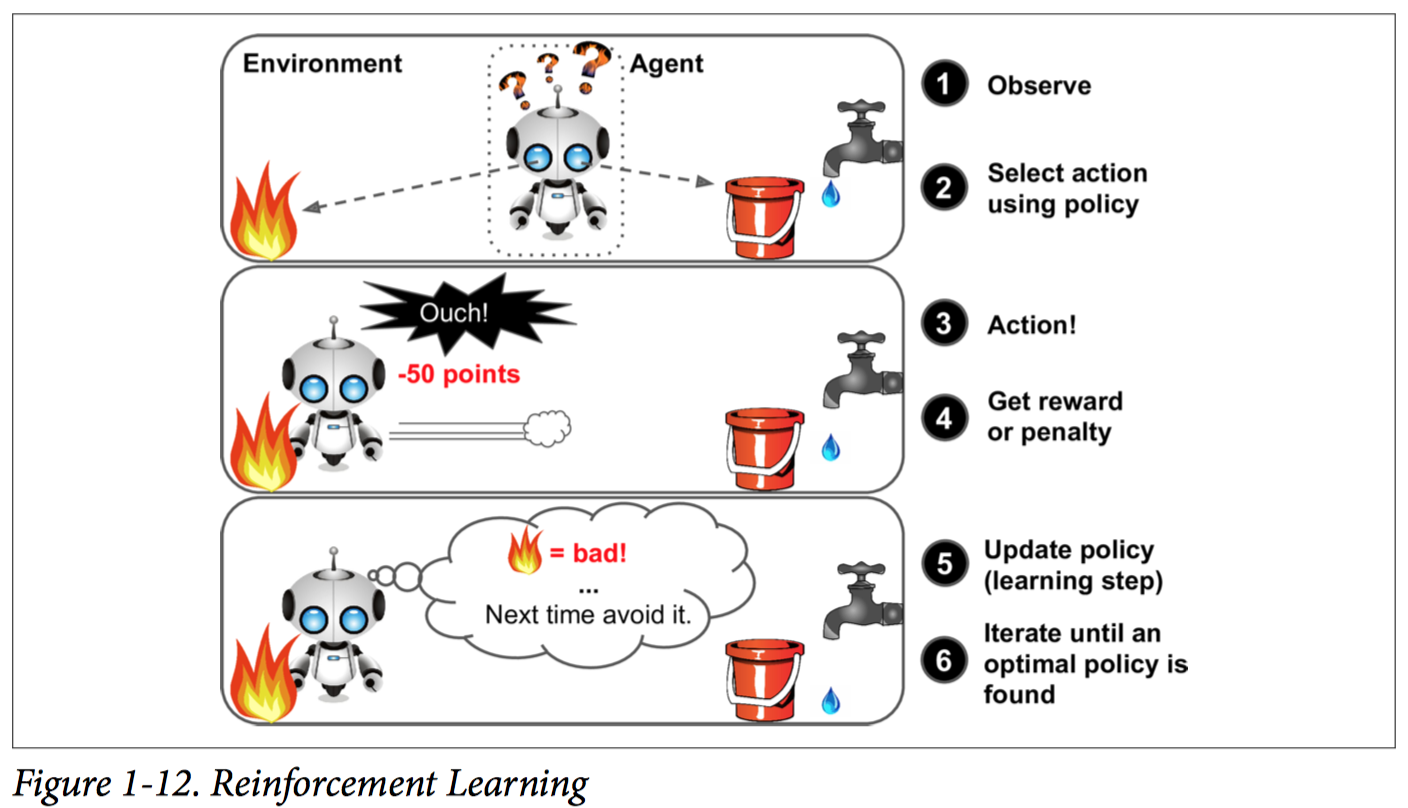 Environment
Agent
1 Observe
2 Select action
using policy
Ouch!
-50 points
3 Action!
4 Get reward
or penalty
= bad!
...
Next time avoid it.
5 Update policy
(learning step)
6 Iterate until an
optimal policy is
found
Figure 1-12. Reinforcement Learning